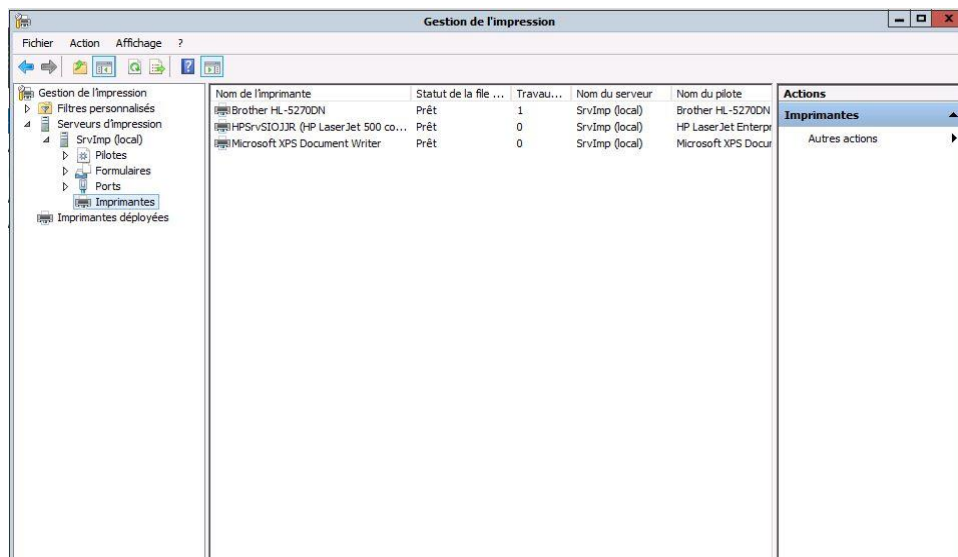 Gestion de l'impression
Fichier Action Affichage ?
Gestion de l'impression
Filtres personnalisés
Serveurs d'impression
SrvImp (local)
Pilotes
Formulaires
Ports
Imprimantes
Imprimantes déployées
Nom de l'imprimante Statut de la file ... Travau... Nom du serveur Nom du pilote
Brother HL-5270DN Prêt 1 SrvImp (local) Brother HL-5270DN
HPSrvSIOJJR (HP LaserJet 500 co... Prêt 0 SrvImp (local) HP LaserJet Enterpr
Microsoft XPS Document Writer Prêt 0 SrvImp (local) Microsoft XPS Docur
Actions
Imprimantes
Autres actions